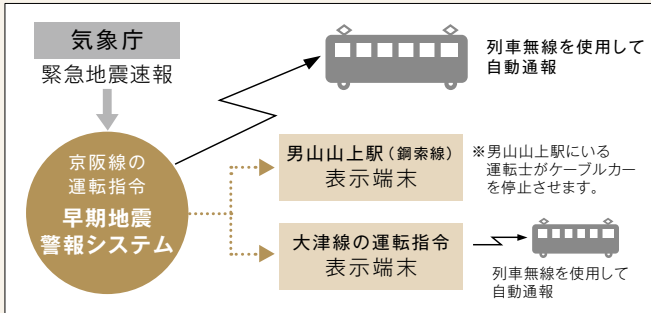 気象庁
緊急地震速報
京阪線の
運転指令
早期地震
警報システム
列車無線を使用して
自動通報
男山山上駅（鋼索線）
表示端末
※男山山上駅にいる
運転士がケーブルカー
を停止させます。
大津線の運転指令
表示端末
列車無線を使用して
自動通報